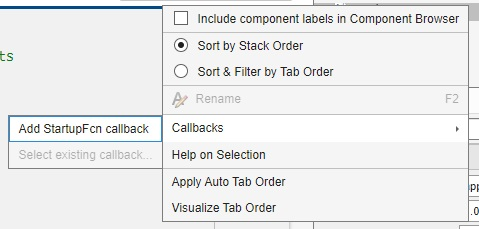 Include component labels in Component Browser
ts
Sort by Stack Order
Sort & Filter by Tab Order
Rename F2
Add StartupFcn callback
Callbacks
Select existing callback...
Help on Selection
Apply Auto Tab Order
Visualize Tab Order